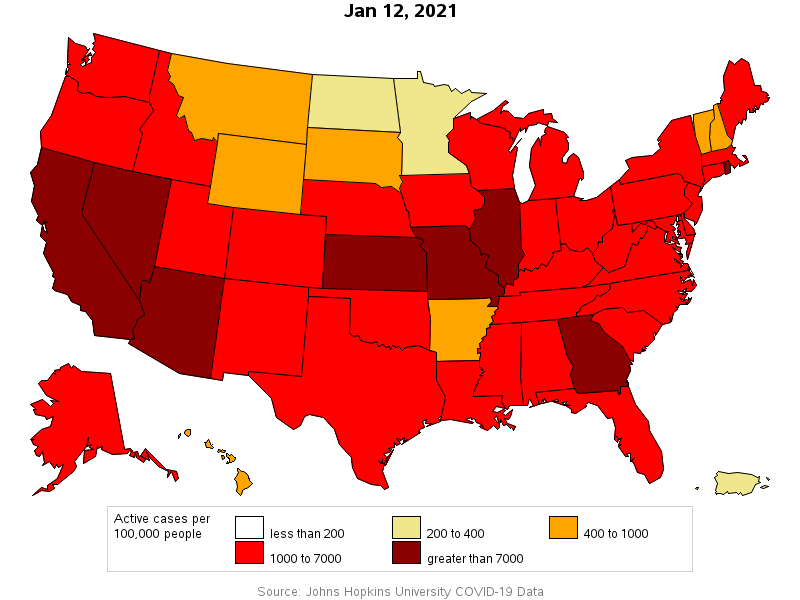 Jan 12, 2021
Active cases per
100,000 people
less than 200
200 to 400
400 to 1000
1000 to 7000
greater than 7000
Source: Johns Hopkins University COVID-19 Data